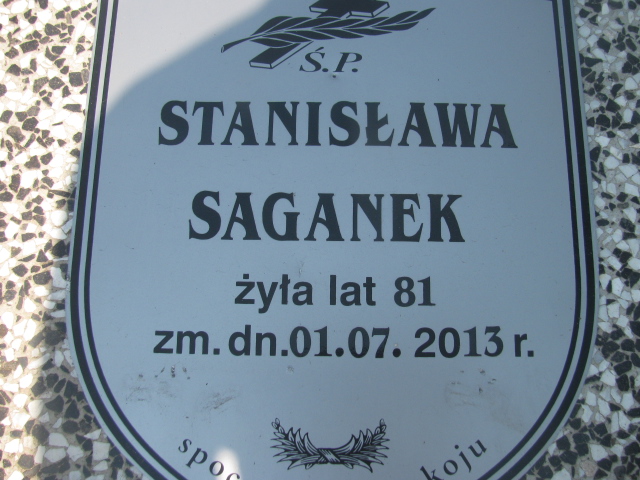 Ś.P.
STANISŁAWA
SAGANEK
żyła lat 81
zm. dn. 01.07. 2013 r.